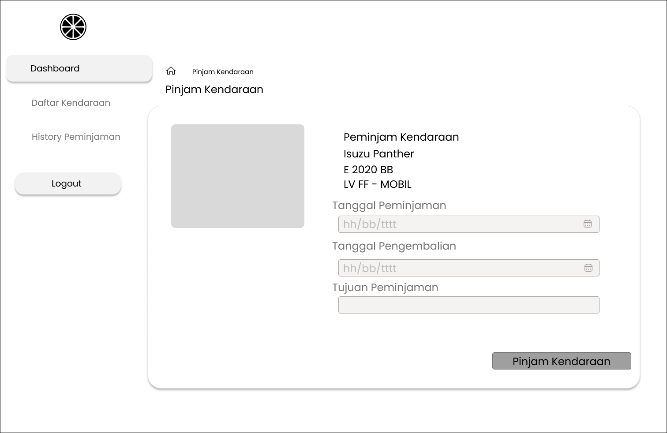 Dashboard
Daftar Kendaraan
History Peminjaman
Logout
Pinjam Kendaraan
Pinjam Kendaraan
Peminjam Kendaraan
Isuzu Panther
E 2020 BB
LV FF - MOBIL
Tanggal Peminjaman
hh/bb/tttt
Tanggal Pengembalian
hh/bb/tttt
Tujuan Peminjaman
Pinjam Kendaraan